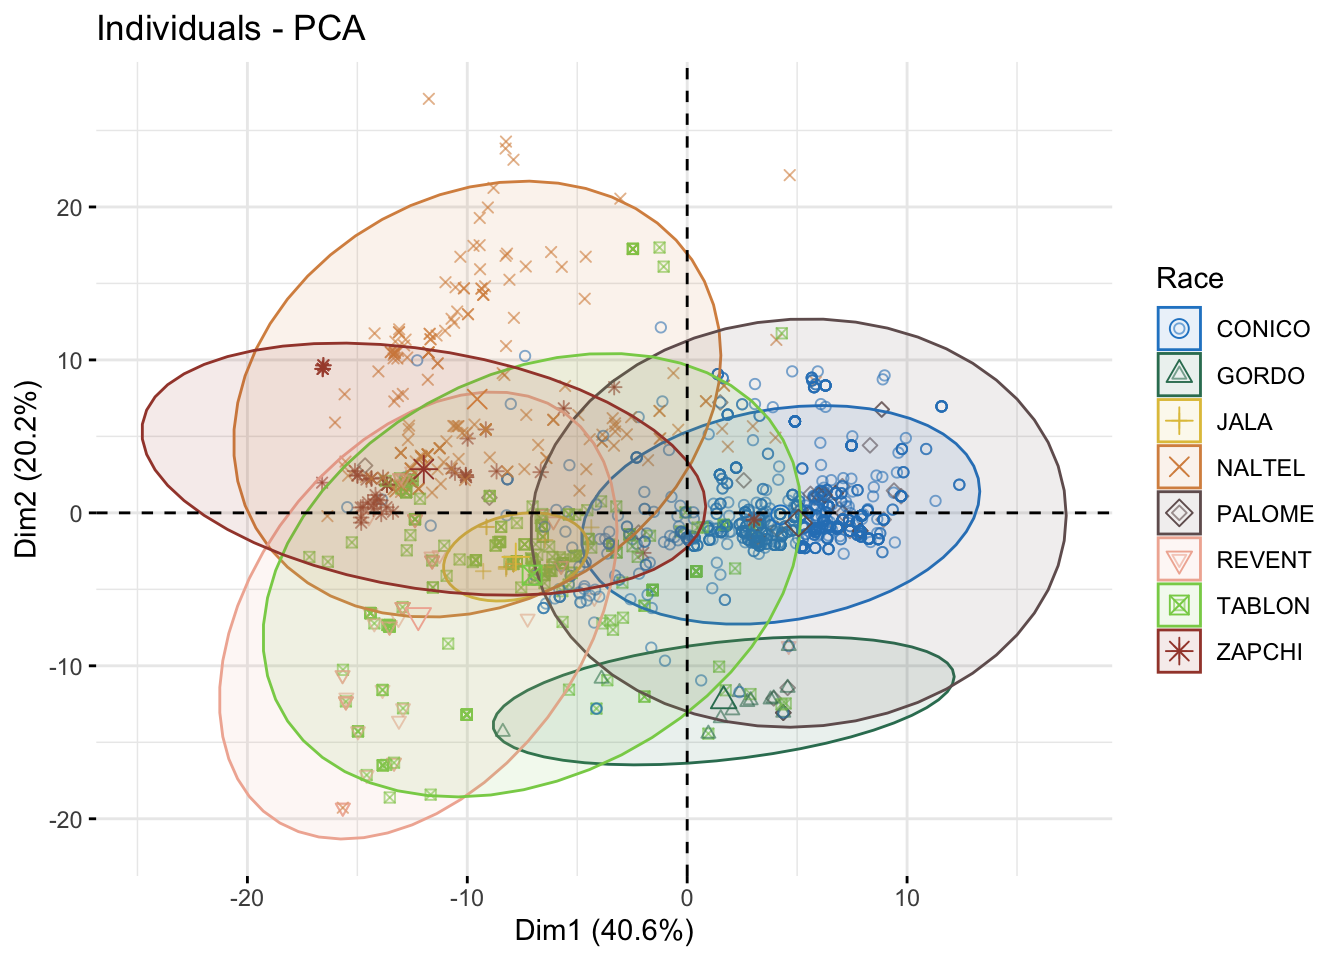 Individuals - PCA
Dim2 (20.2%)
20
10
0
-10
-20
-20
-10
0
10
Dim1 (40.6%)
Race
CONICO
GORDO
JALA
NALTEL
PALOME
REVENT
TABLON
ZAPCHI